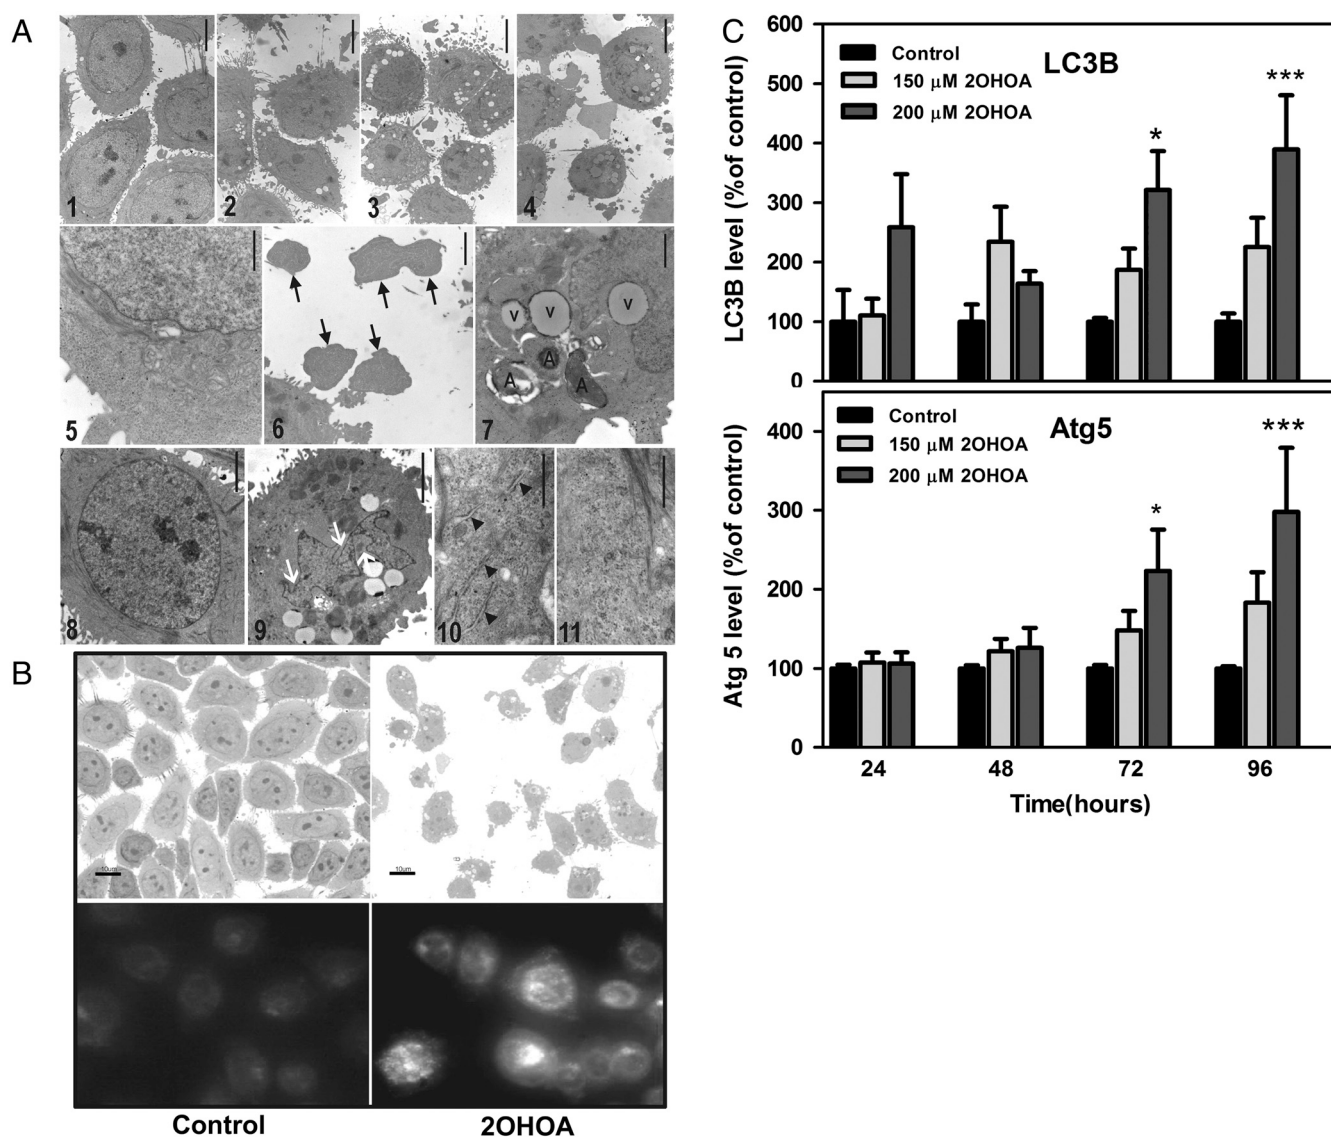 A
1
2
3
4
5
6
7
V
V
V
A
A
A
8
9
10
11
B
10um
10um
Control
2OHOA
C
LC3B
Control
150 μM 2OHOA
200 μM 2OHOA
*
***
LC3B level (%of control)
600
500
400
300
200
100
0
Atg5
Control
150 μM 2OHOA
200 μM 2OHOA
*
***
Atg 5 level (%of control)
400
300
200
100
0
24
48
72
96
Time(hours)